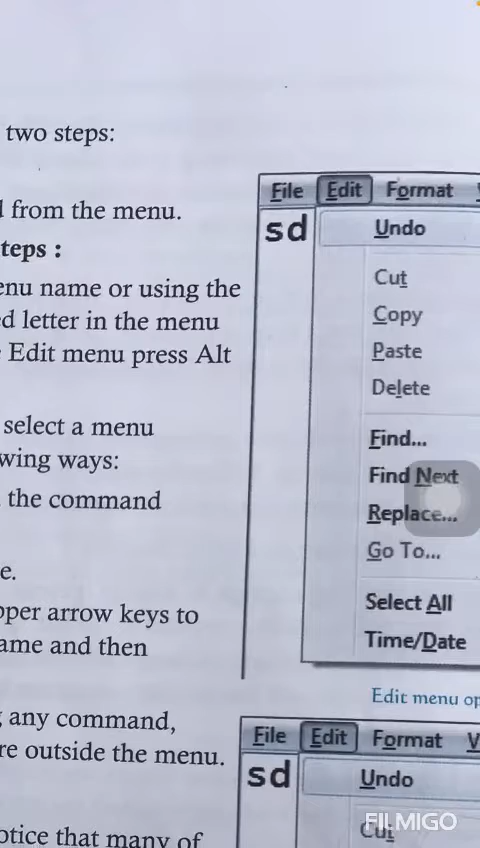 two steps:
from the menu.
teps :
enu name or using the
d letter in the menu
Edit menu press Alt
select a menu
wing ways:
the command
e.
pper arrow keys to
ame and then
any command,
re outside the menu.
otice that many of
File Edit Format
sd
Undo
Cut
Copy
Paste
Delete
Find...
Find Next
Replace...
Go To...
Select All
Time/Date
Edit menu op
File Edit Format V
sd
Undo
Cut
FILMIGO